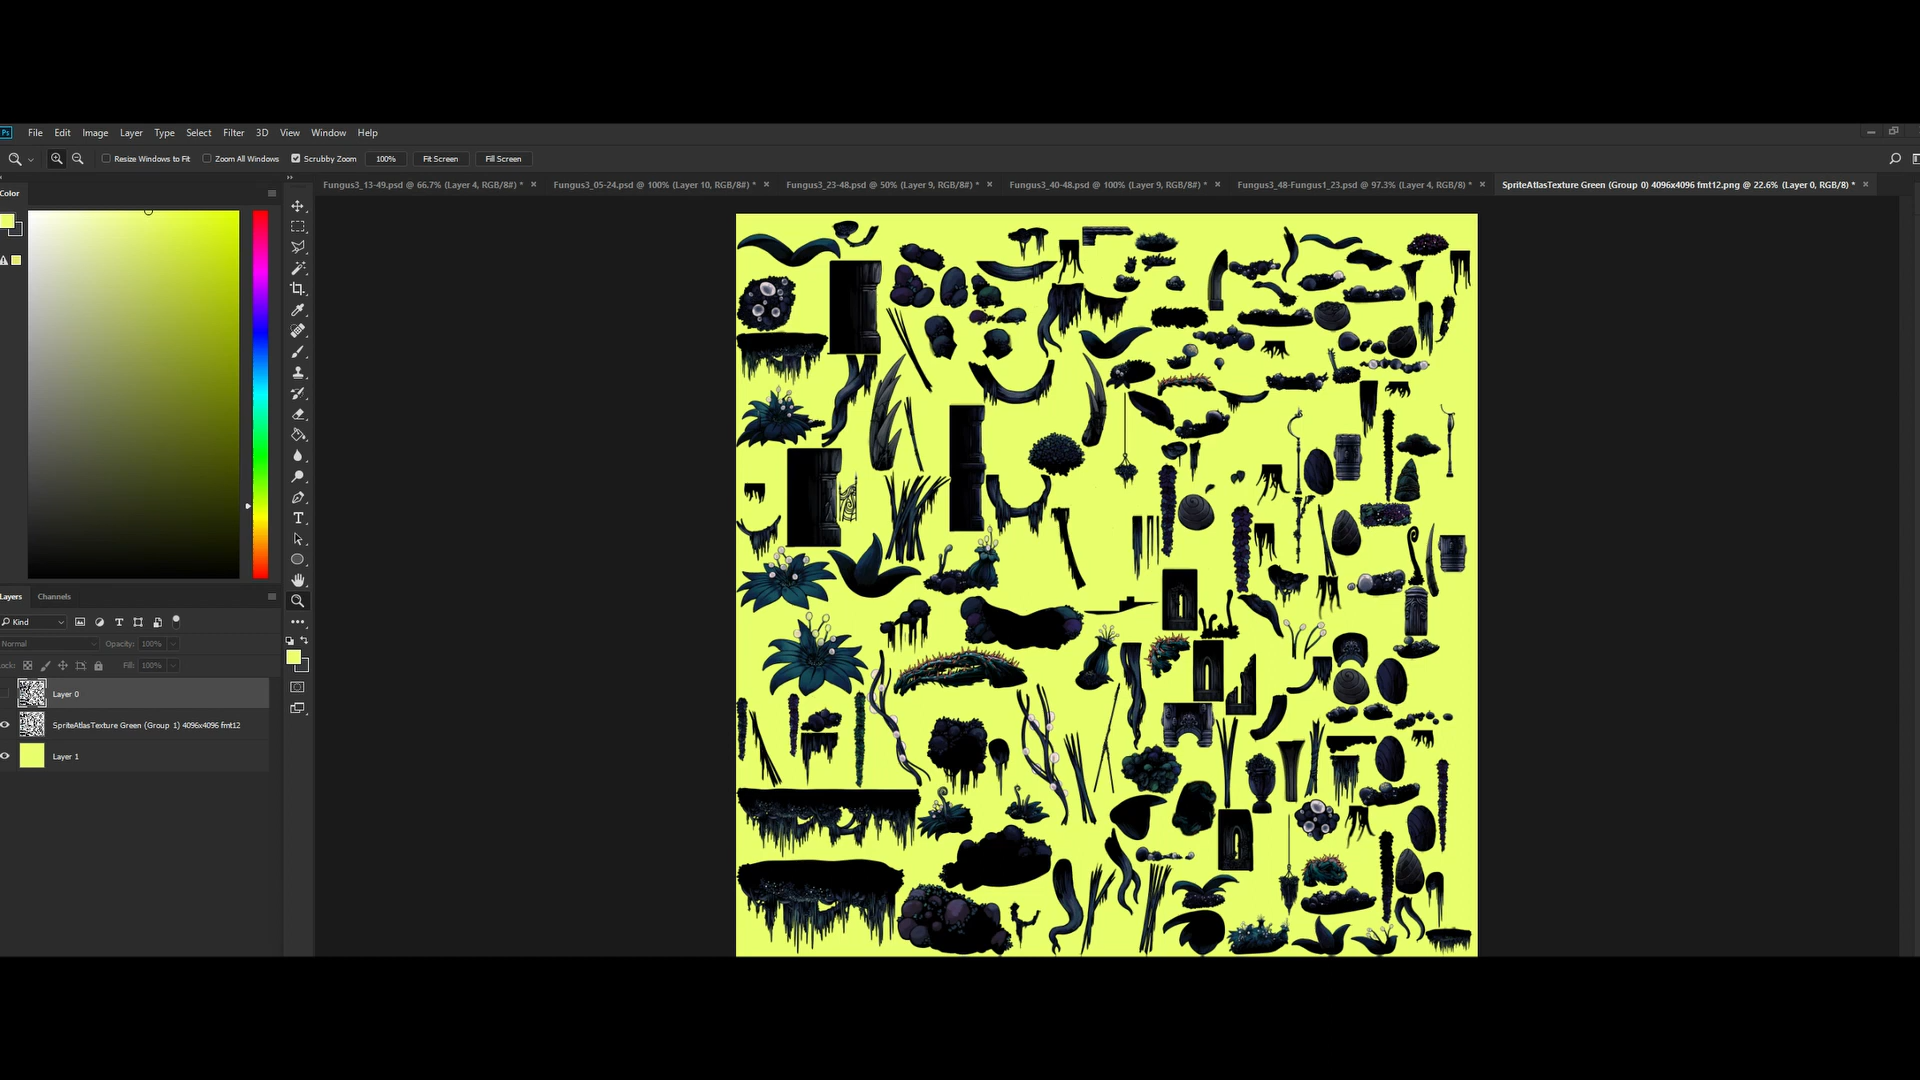 Ps File Edit Image Layer Type Select Filter 3D View Window Help
Resize Windows to Fit Zoom All Windows Scrubby Zoom 100% Fit Screen Fill Screen
Color
Fungus3_13-49.psd @ 66.7% (Layer 4, RGB/8#) * Fungus3_05-24.psd @ 100% (Layer 10, RGB/8#) * Fungus3_23-48.psd @ 50% (Layer 9, RGB/8#) * Fungus3_40-48.psd @ 100% (Layer 9, RGB/8#) * Fungus3_48-Fungus1_23.psd @ 97.3% (Layer 4, RGB/8) * SpriteAtlasTexture Green (Group 0) 4096x4096 fmt12.png @ 22.6% (Layer 0, RGB/8) *
Layers Channels
Kind
Normal Opacity: 100%
Lock: Fill: 100%
Layer 0
SpriteAtlasTexture Green (Group 1) 4096x4096 fmt12
Layer 1